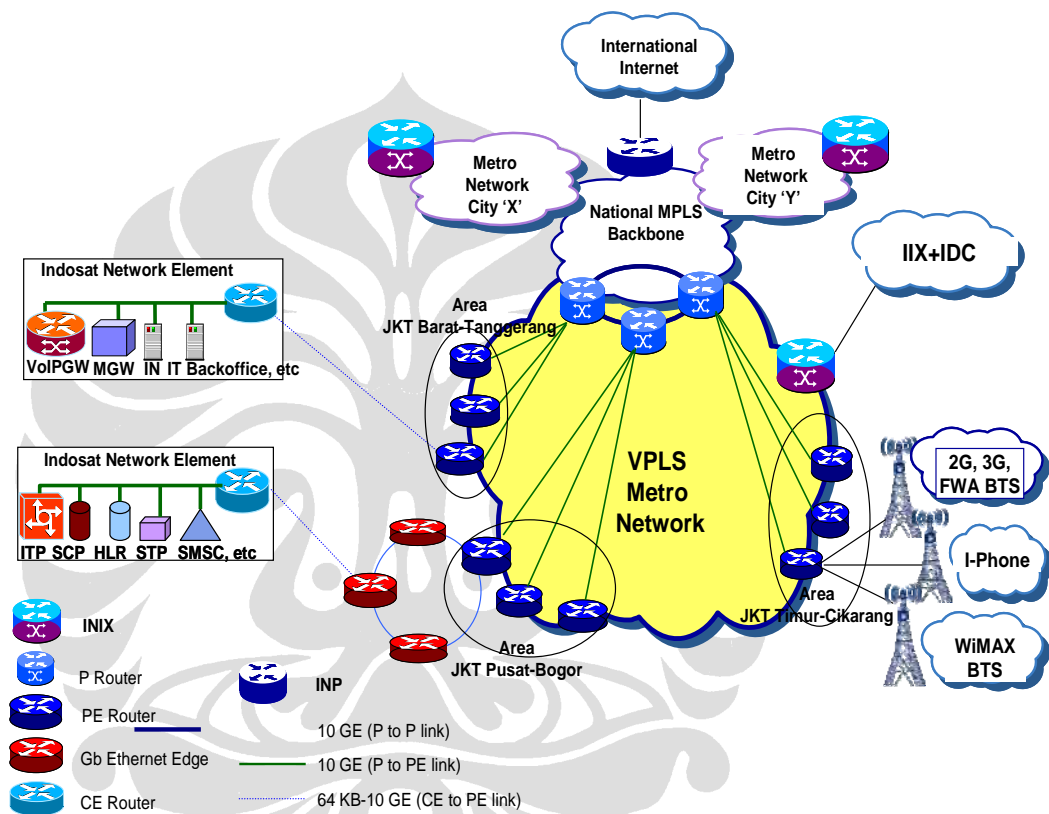 International
Internet
Metro
Network
City ‘X’
Metro
Network
City ‘Y’
National MPLS
Backbone
IIX+IDC
Indosat Network Element
VoIPGW MGW IN IT Backoffice, etc
Area
JKT Barat-Tanggerang
Indosat Network Element
ITP SCP HLR STP SMSC, etc
VPLS
Metro
Network
2G, 3G,
FWA BTS
I-Phone
WiMAX
BTS
Area
JKT Timur-Cikarang
Area
JKT Pusat-Bogor
INIX
P Router
PE Router
Gb Ethernet Edge
CE Router
INP
10 GE (P to P link)
10 GE (P to PE link)
64 KB-10 GE (CE to PE link)